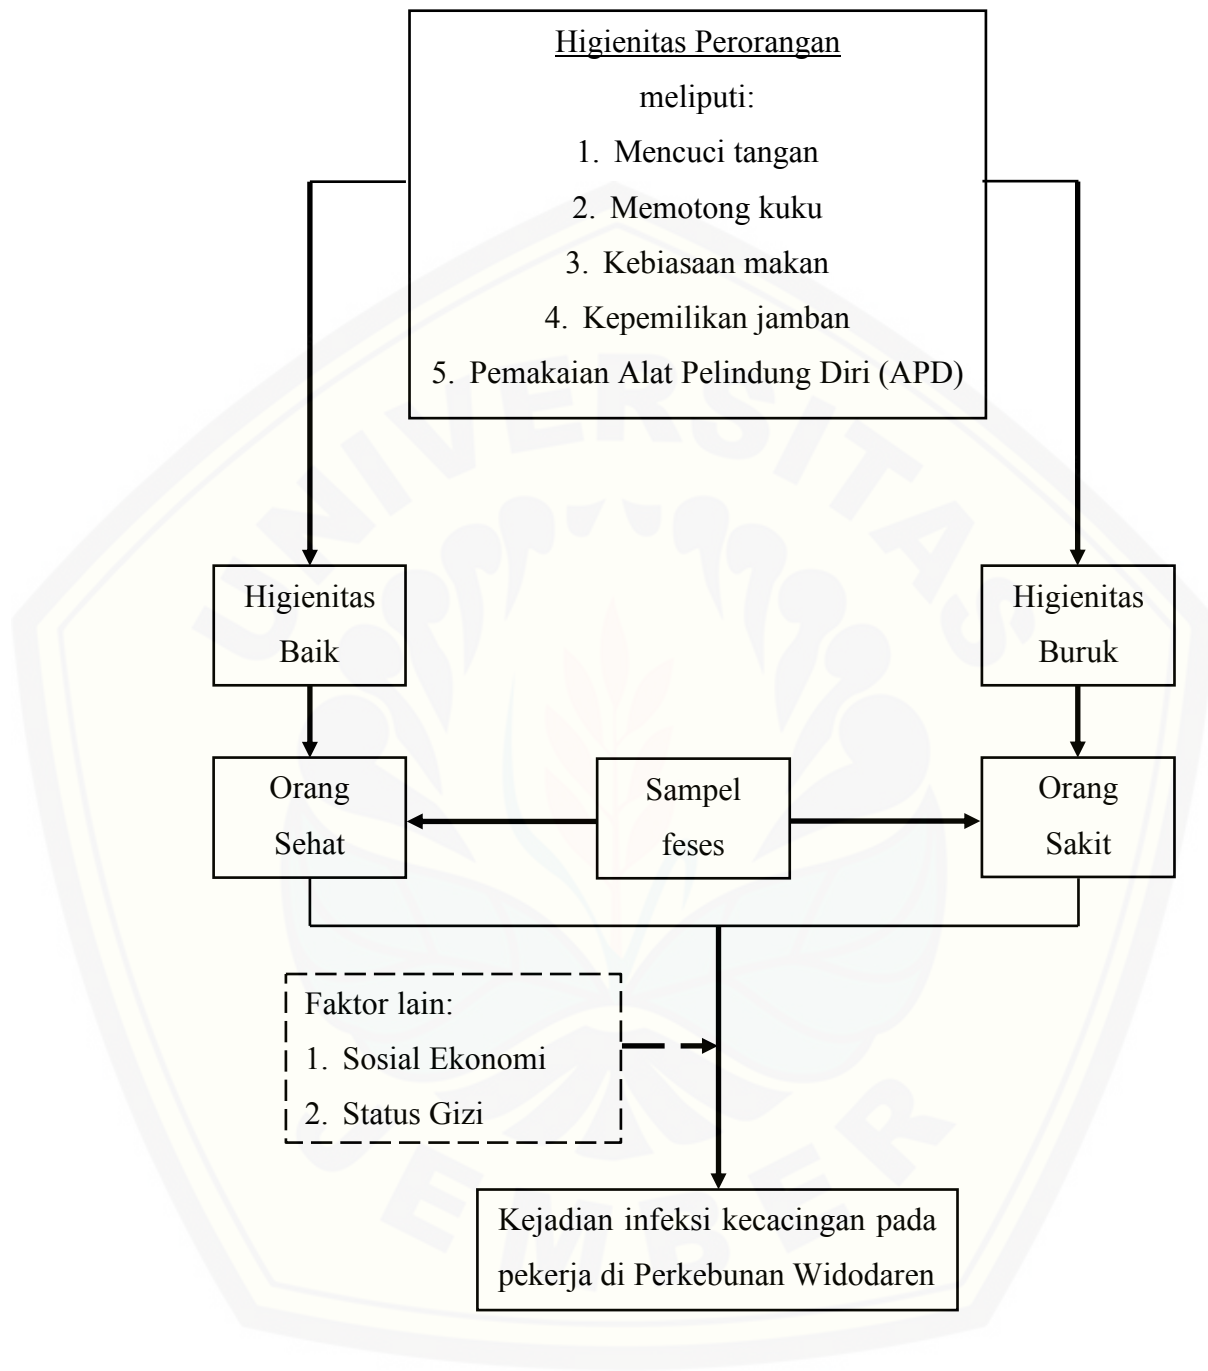 Higienitas Perorangan
meliputi:
1. Mencuci tangan
2. Memotong kuku
3. Kebiasaan makan
4. Kepemilikan jamban
5. Pemakaian Alat Pelindung Diri (APD)
Higienitas
Baik
Higienitas
Buruk
Orang
Sehat
Sampel
feses
Orang
Sakit
Faktor lain:
1. Sosial Ekonomi
2. Status Gizi
Kejadian infeksi kecacingan pada
pekerja di Perkebunan Widodaren
UNIVERSITAS
JEMBER